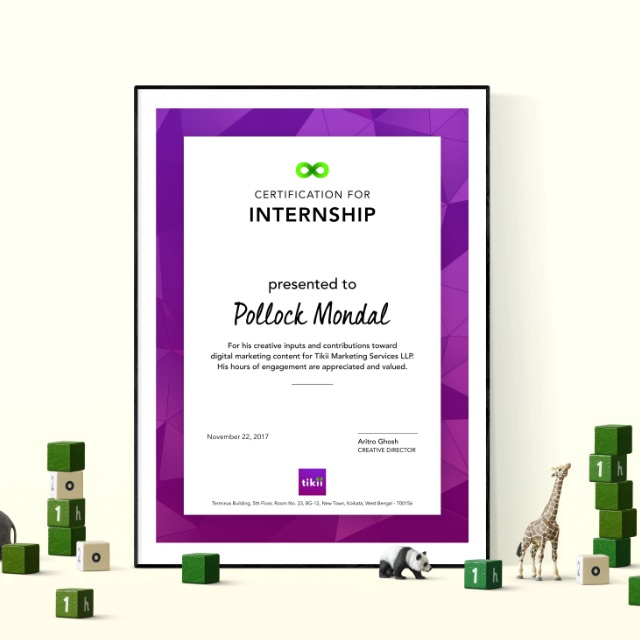 CERTIFICATION FOR
INTERNSHIP
presented to
Pollock Mondal
For his creative inputs and contributions toward
digital marketing content for Tikii Marketing Services LLP.
His hours of engagement are appreciated and valued.
November 22, 2017
Aritro Ghosh
CREATIVE DIRECTOR
tikii
Terminus Building, 5th Floor, Room No. 23, BG-12, New Town, Kolkata, West Bengal - 700156
2 o
1 h
2 o
1 h
1 h
1 h
2 o